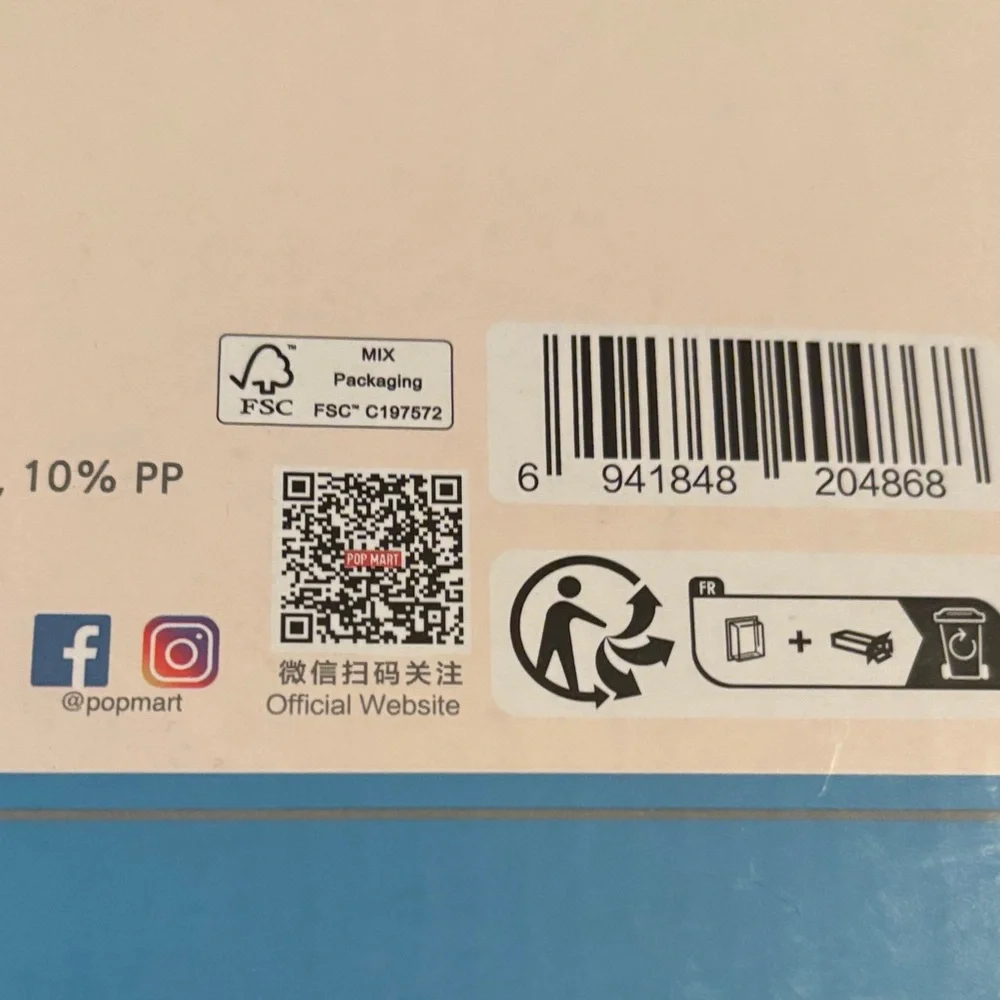 MIX
Packaging
FSC™ C197572
™
FSC
6 941848 204868
, 10% PP
POP MART
FR
+
微信扫码关注
Official Website
@popmart